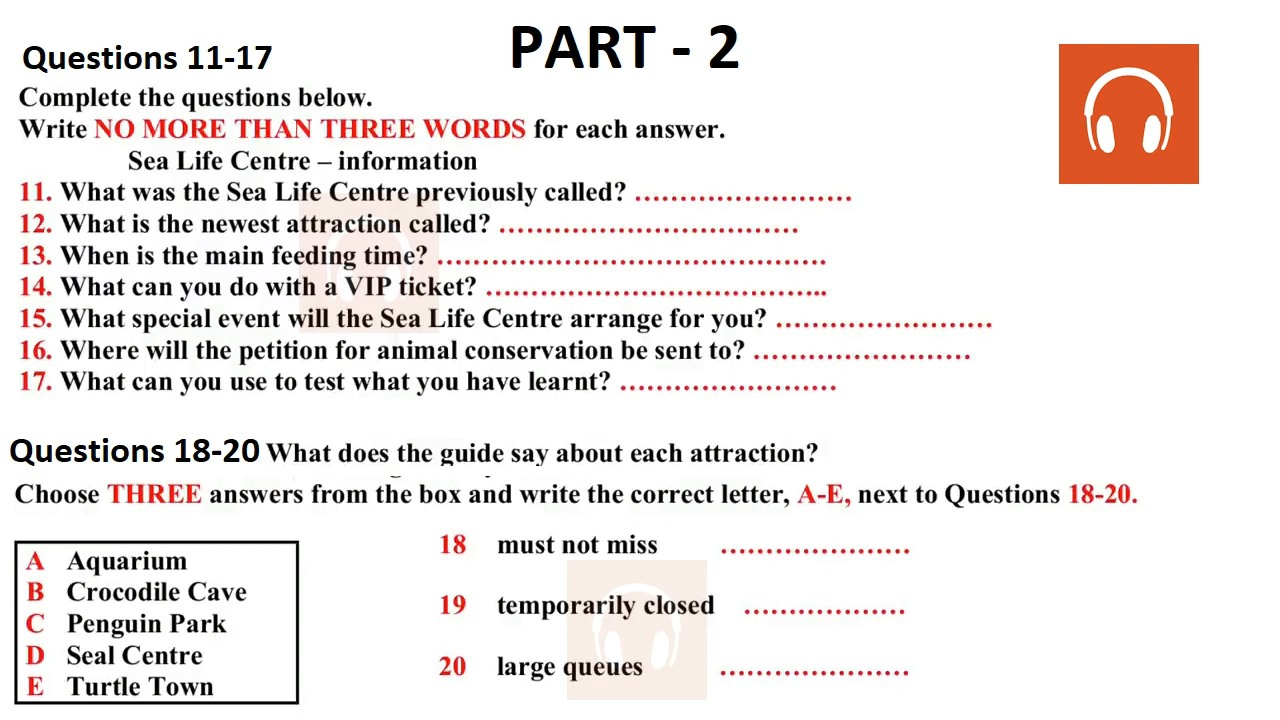 PART - 2
Questions 11-17
Complete the questions below.
Write NO MORE THAN THREE WORDS for each answer.
Sea Life Centre – information
11. What was the Sea Life Centre previously called? ……………………
12. What is the newest attraction called? ……………………………
13. When is the main feeding time? …………………………………….
14. What can you do with a VIP ticket? ………………………………..
15. What special event will the Sea Life Centre arrange for you? ……………………
16. Where will the petition for animal conservation be sent to? ……………………
17. What can you use to test what you have learnt? ……………………
Questions 18-20 What does the guide say about each attraction?
Choose THREE answers from the box and write the correct letter, A-E, next to Questions 18-20.
A Aquarium
B Crocodile Cave
C Penguin Park
D Seal Centre
E Turtle Town
18 must not miss …………………
19 temporarily closed ………………
20 large queues …………………